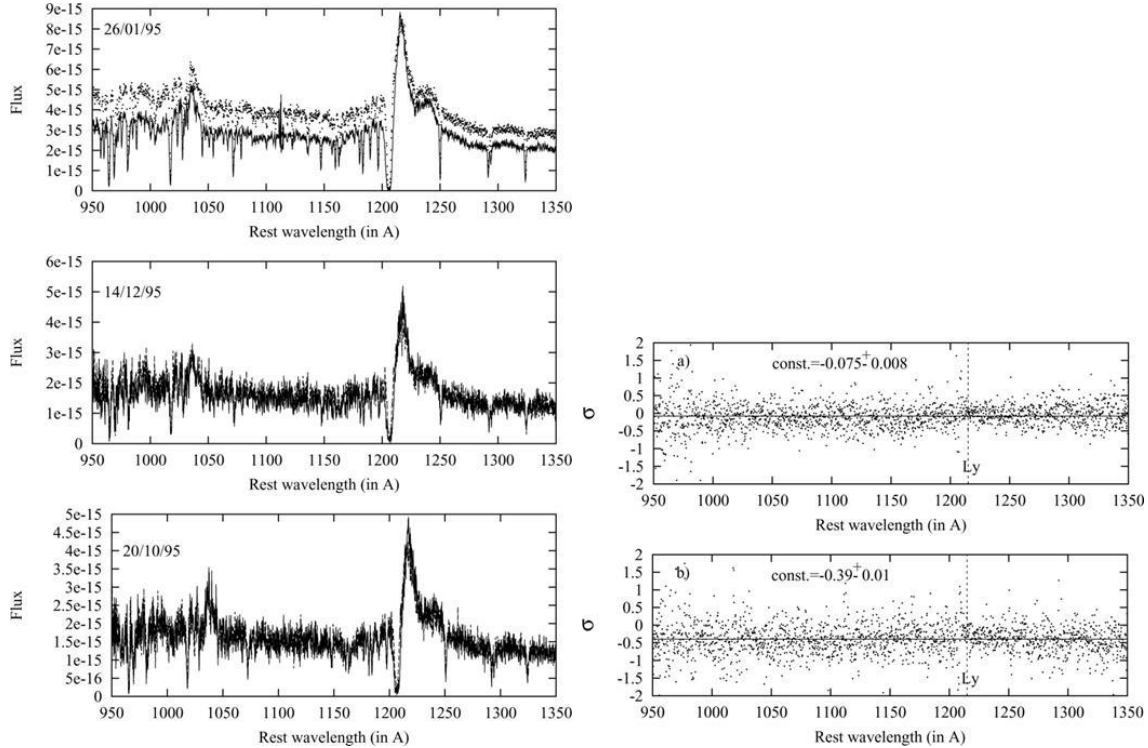 9e-15
8e-15
7e-15
6e-15
5e-15
4e-15
3e-15
2e-15
1e-15
0
Flux
26/01/95
950 1000 1050 1100 1150 1200 1250 1300 1350
Rest wavelength (in A)
6e-15
5e-15
4e-15
3e-15
2e-15
1e-15
0
Flux
14/12/95
950 1000 1050 1100 1150 1200 1250 1300 1350
Rest wavelength (in A)
5e-15
4.5e-15
4e-15
3.5e-15
3e-15
2.5e-15
2e-15
1.5e-15
1e-15
5e-16
0
Flux
20/10/95
950 1000 1050 1100 1150 1200 1250 1300 1350
Rest wavelength (in A)
2
1.5
1
0.5
0
-0.5
-1
-1.5
-2
σ
a)
const.=-0.075-+ 0.008
Ly
950 1000 1050 1100 1150 1200 1250 1300 1350
Rest wavelength (in A)
2
1.5
1
0.5
0
-0.5
-1
-1.5
-2
σ
b)
const.=-0.39-+ 0.01
Ly
950 1000 1050 1100 1150 1200 1250 1300 1350
Rest wavelength (in A)